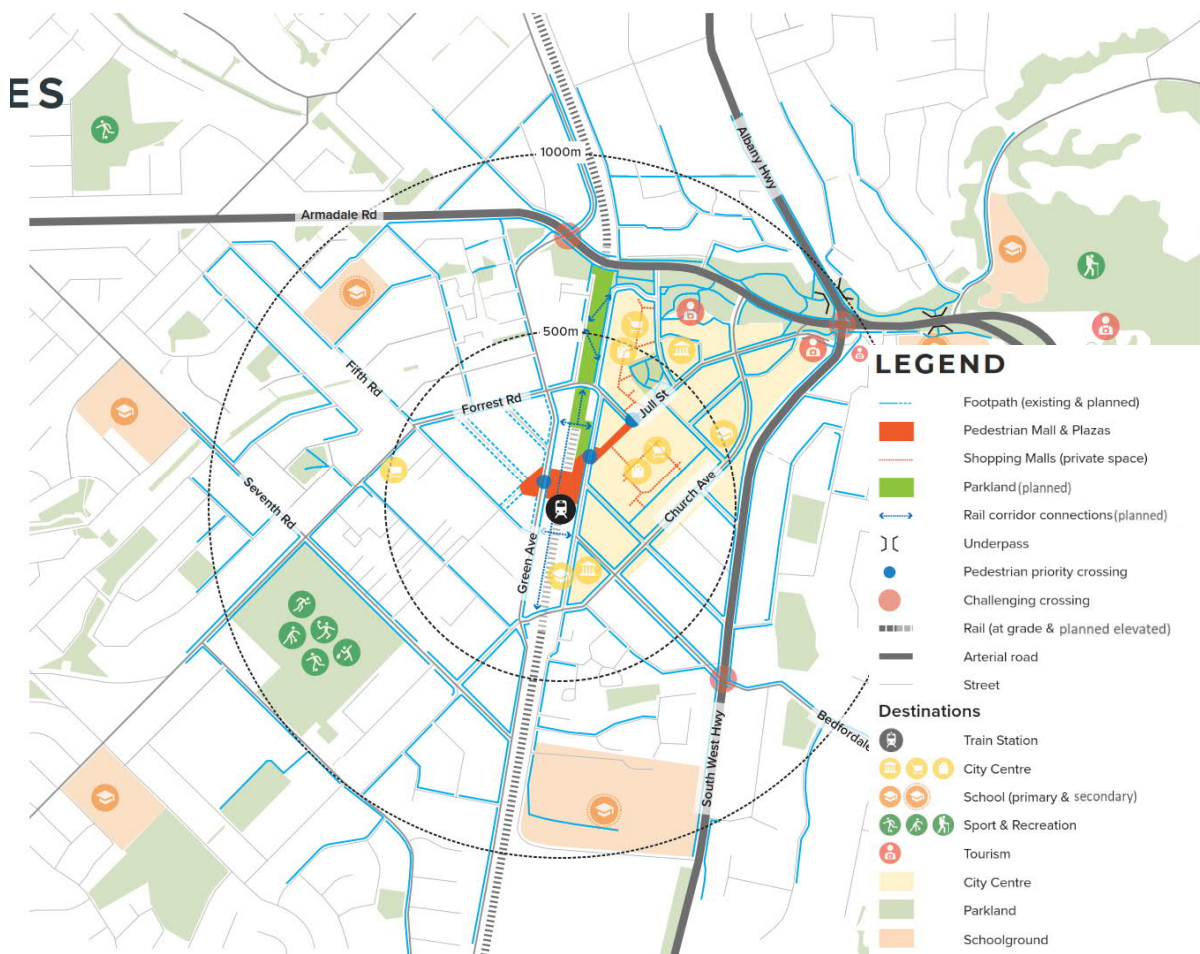 ES
1000m
Albany Hwy
Armadale Rd
500m
Fifth Rd
Forrest Rd
Jull St
Seventh Rd
Church Ave
Green Ave
South West Hwy
Bedfordale
LEGEND
Footpath (existing & planned)
Pedestrian Mall & Plazas
Shopping Malls (private space)
Parkland (planned)
Rail corridor connections (planned)
Underpass
Pedestrian priority crossing
Challenging crossing
Rail (at grade & planned elevated)
Arterial road
Street
Destinations
Train Station
City Centre
School (primary & secondary)
Sport & Recreation
Tourism
City Centre
Parkland
Schoolground